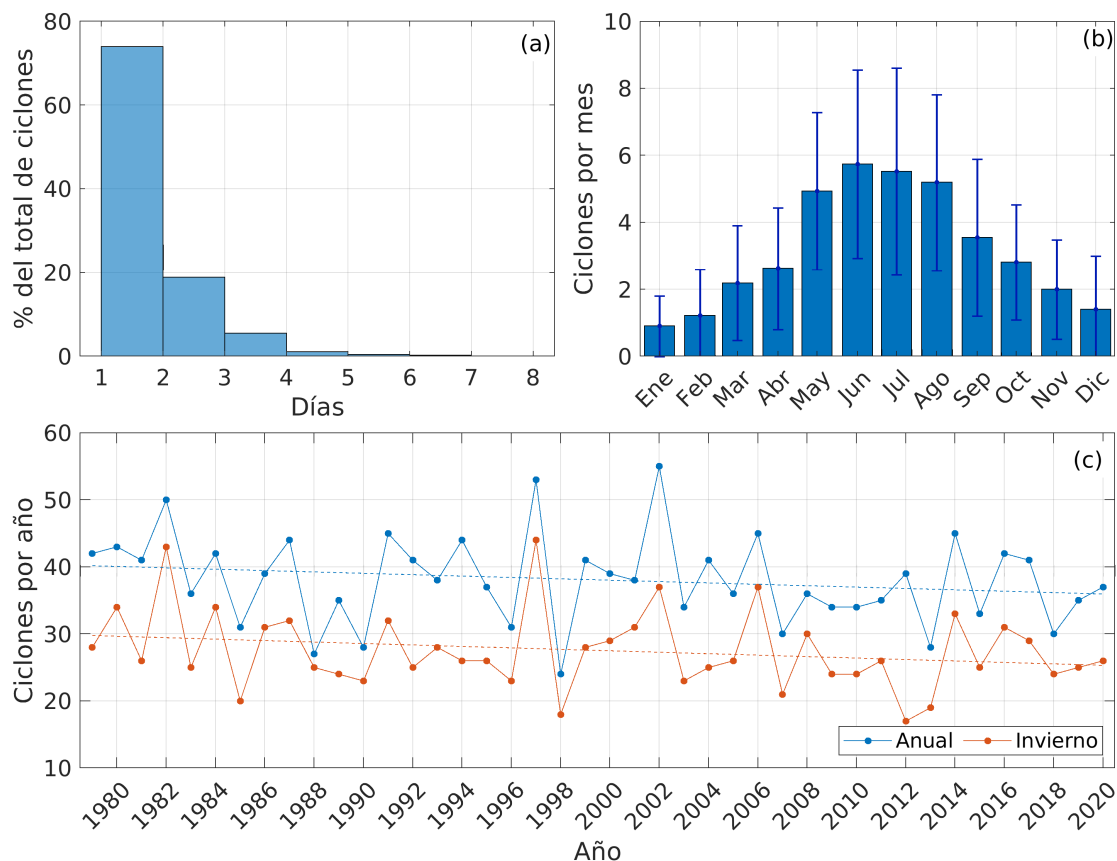 (a)
% del total de ciclones
80
60
40
20
0
1 2 3 4 5 6 7 8
Días
(b)
Ciclones por mes
10
8
6
4
2
0
Ene Feb Mar Abr May Jun Jul Ago Sep Oct Nov Dic
(c)
Ciclones por año
60
50
40
30
20
10
Anual Invierno
1980 1982 1984 1986 1988 1990 1992 1994 1996 1998 2000 2002 2004 2006 2008 2010 2012 2014 2016 2018 2020
Año